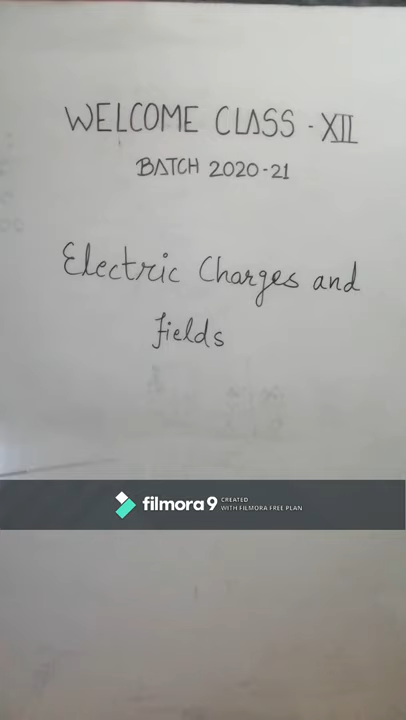 WELCOME CLASS - XII
BATCH 2020-21
Electric Charges and
fields
filmora9 CREATED
WITH FILMORA FREE PLAN